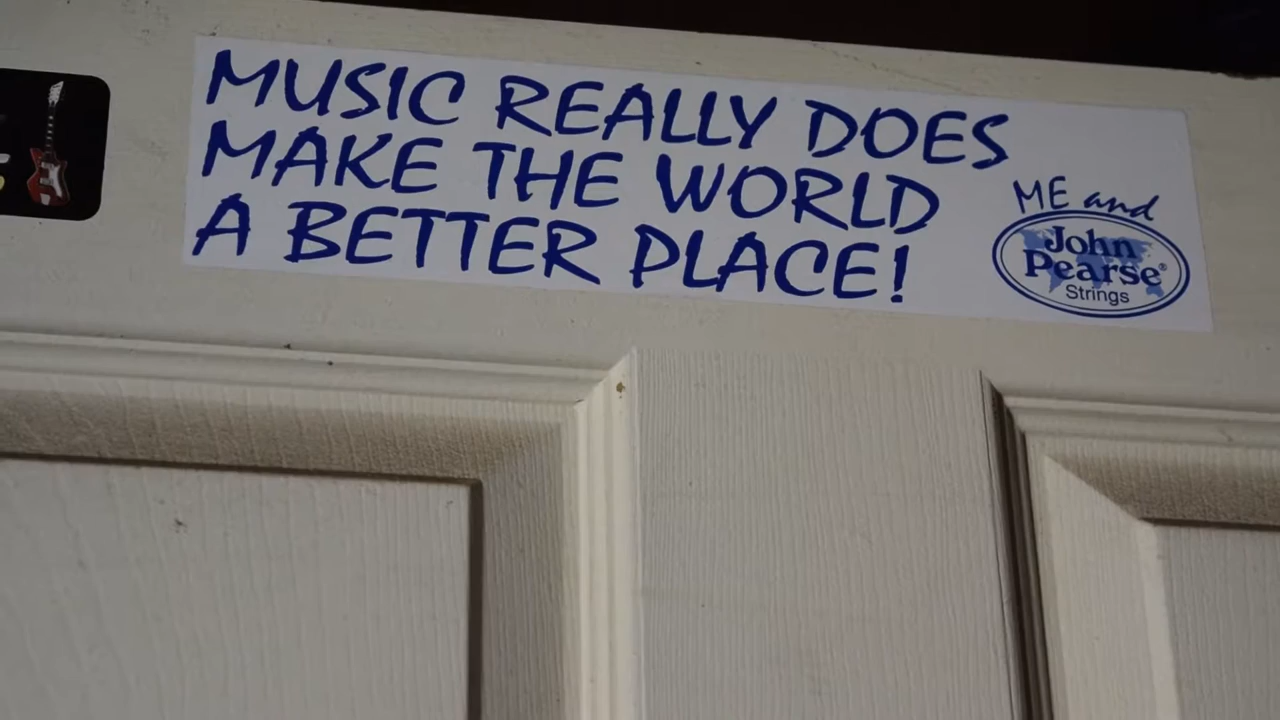 MUSIC REALLY DOES
MAKE THE WORLD
A BETTER PLACE!
ME and
John
Pearse®
Strings